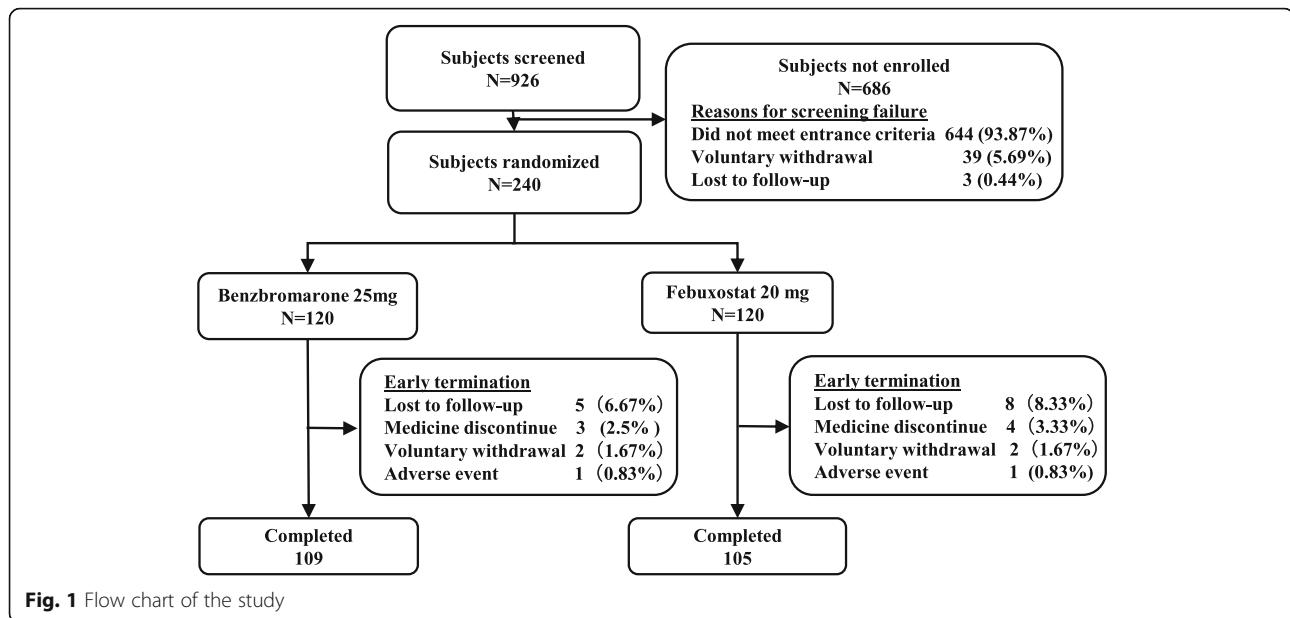 Subjects screened
N=926
Subjects not enrolled
N=686
Reasons for screening failure
Did not meet entrance criteria 644 (93.87%)
Voluntary withdrawal 39 (5.69%)
Lost to follow-up 3 (0.44%)
Subjects randomized
N=240
Benzbromarone 25mg
N=120
Febuxostat 20 mg
N=120
Early termination
Lost to follow-up 5 (6.67%)
Medicine discontinue 3 (2.5% )
Voluntary withdrawal 2 (1.67%)
Adverse event 1 (0.83%)
Early termination
Lost to follow-up 8 (8.33%)
Medicine discontinue 4 (3.33%)
Voluntary withdrawal 2 (1.67%)
Adverse event 1 (0.83%)
Completed
109
Completed
105
Fig. 1 Flow chart of the study